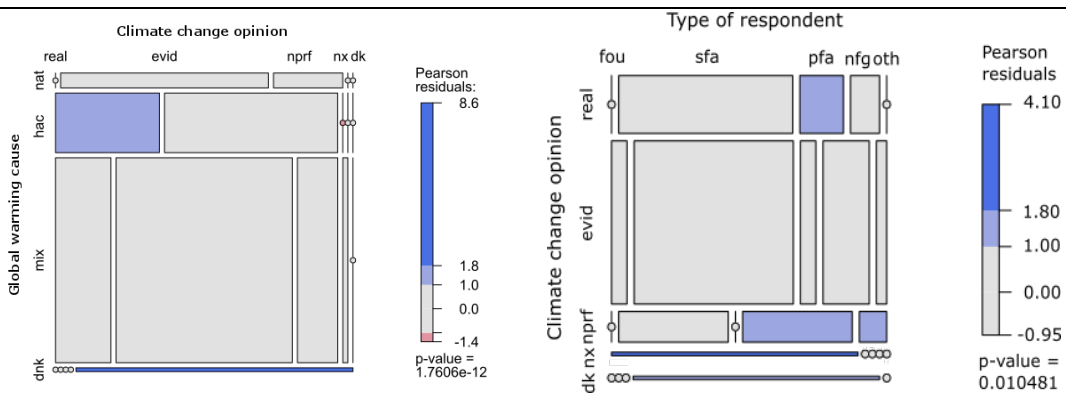 Climate change opinion
real evid nprf nx dk
Global warming cause
nat
hac
mix
dnk
Pearson
residuals:
8.6
1.8
1.0
0.0
-1.4
p-value =
1.7606e-12
Type of respondent
fou sfa pfa nfg oth
Climate change opinion
real
evid
nprf
nx
dk
Pearson
residuals
4.10
1.80
1.00
0.00
-0.95
p-value =
0.010481